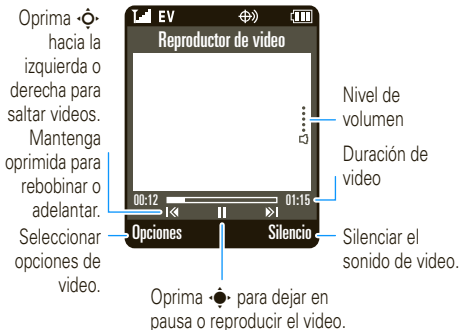 Oprima
hacia la
izquierda o
derecha para
saltar videos.
Mantenga
oprimida para
rebobinar o
adelantar.
Seleccionar
opciones de
video.
EV
Reproductor de video
00:12
01:15
Opciones
Silencio
Nivel de
volumen
Duración de
video
Silenciar el
sonido de video.
Oprima para dejar en
pausa o reproducir el video.